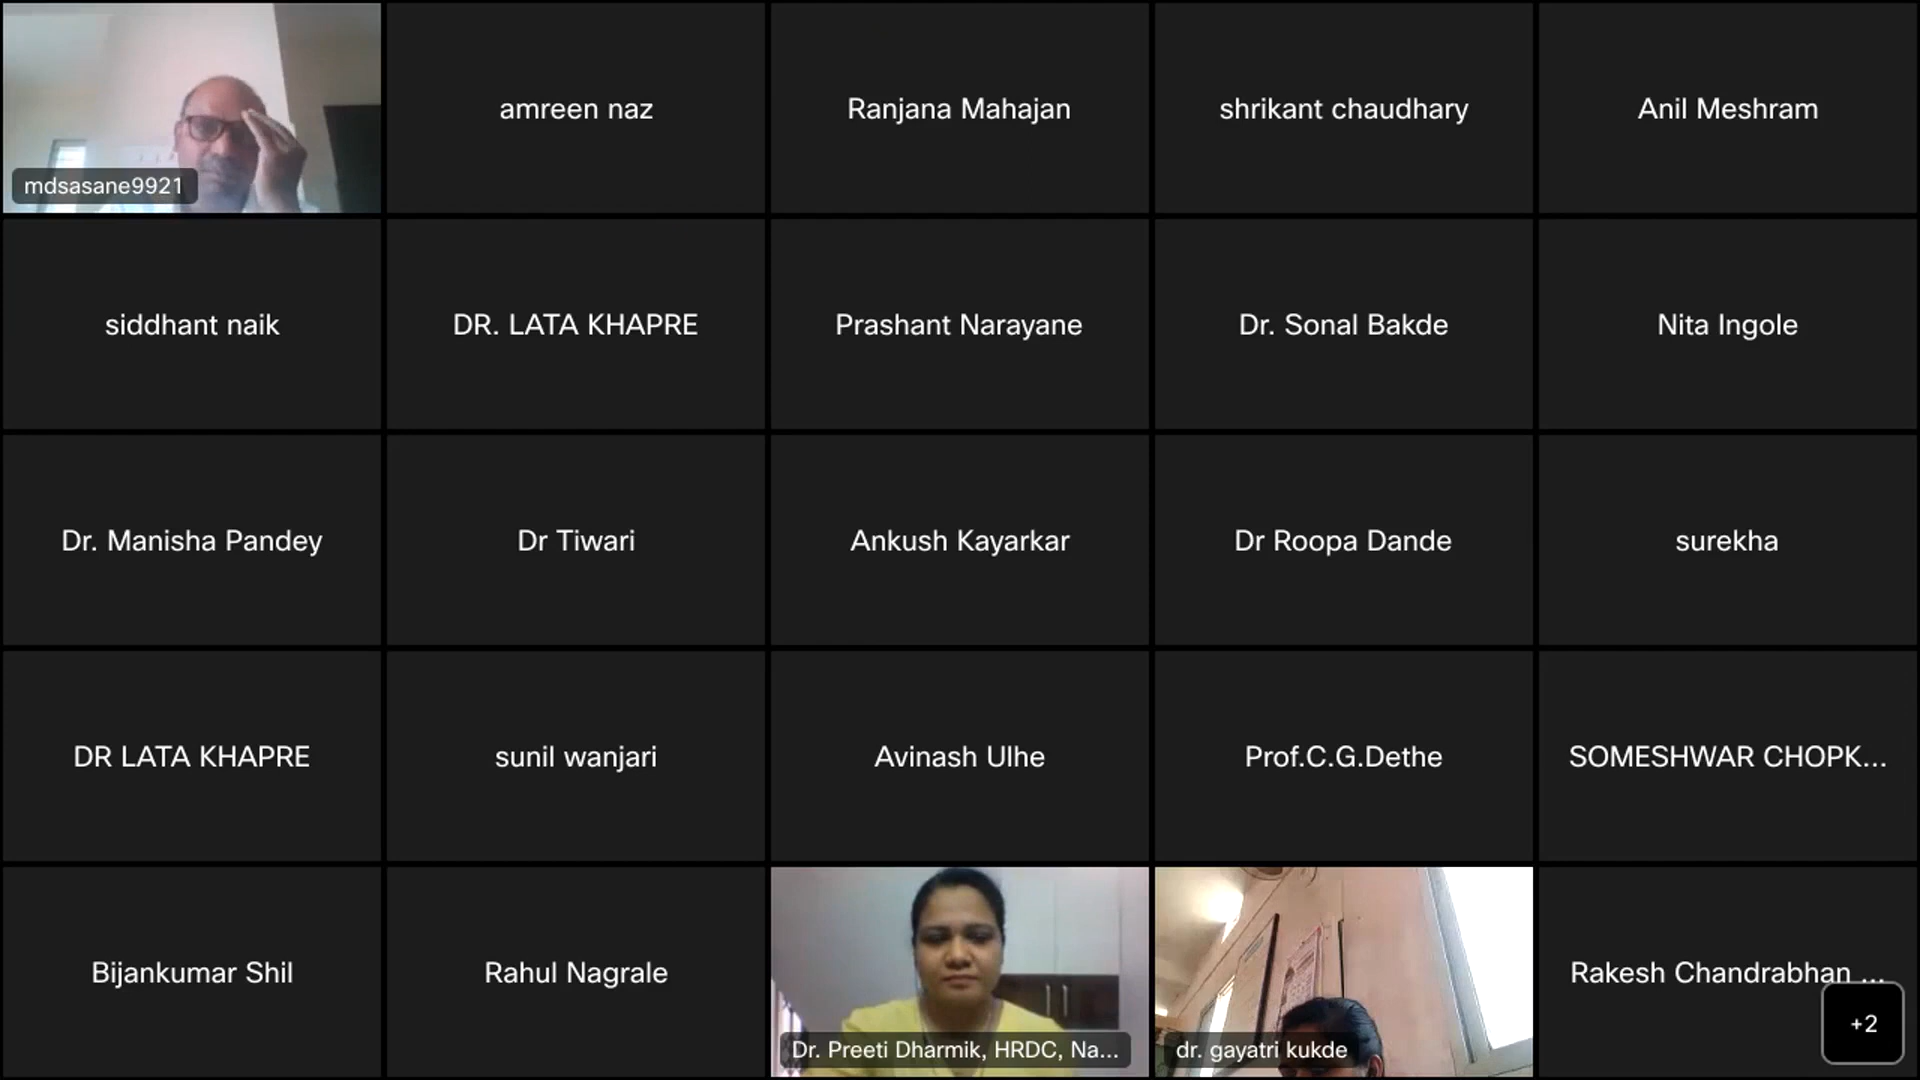 mdsasane9921
amreen naz
Ranjana Mahajan
shrikant chaudhary
Anil Meshram
siddhant naik
DR. LATA KHAPRE
Prashant Narayane
Dr. Sonal Bakde
Nita Ingole
Dr. Manisha Pandey
Dr Tiwari
Ankush Kayarkar
Dr Roopa Dande
surekha
DR LATA KHAPRE
sunil wanjari
Avinash Ulhe
Prof.C.G.Dethe
SOMESHWAR CHOPK...
Bijankumar Shil
Rahul Nagrale
Dr. Preeti Dharmik, HRDC, Na...
dr. gayatri kukde
Rakesh Chandrabhan ...
+2